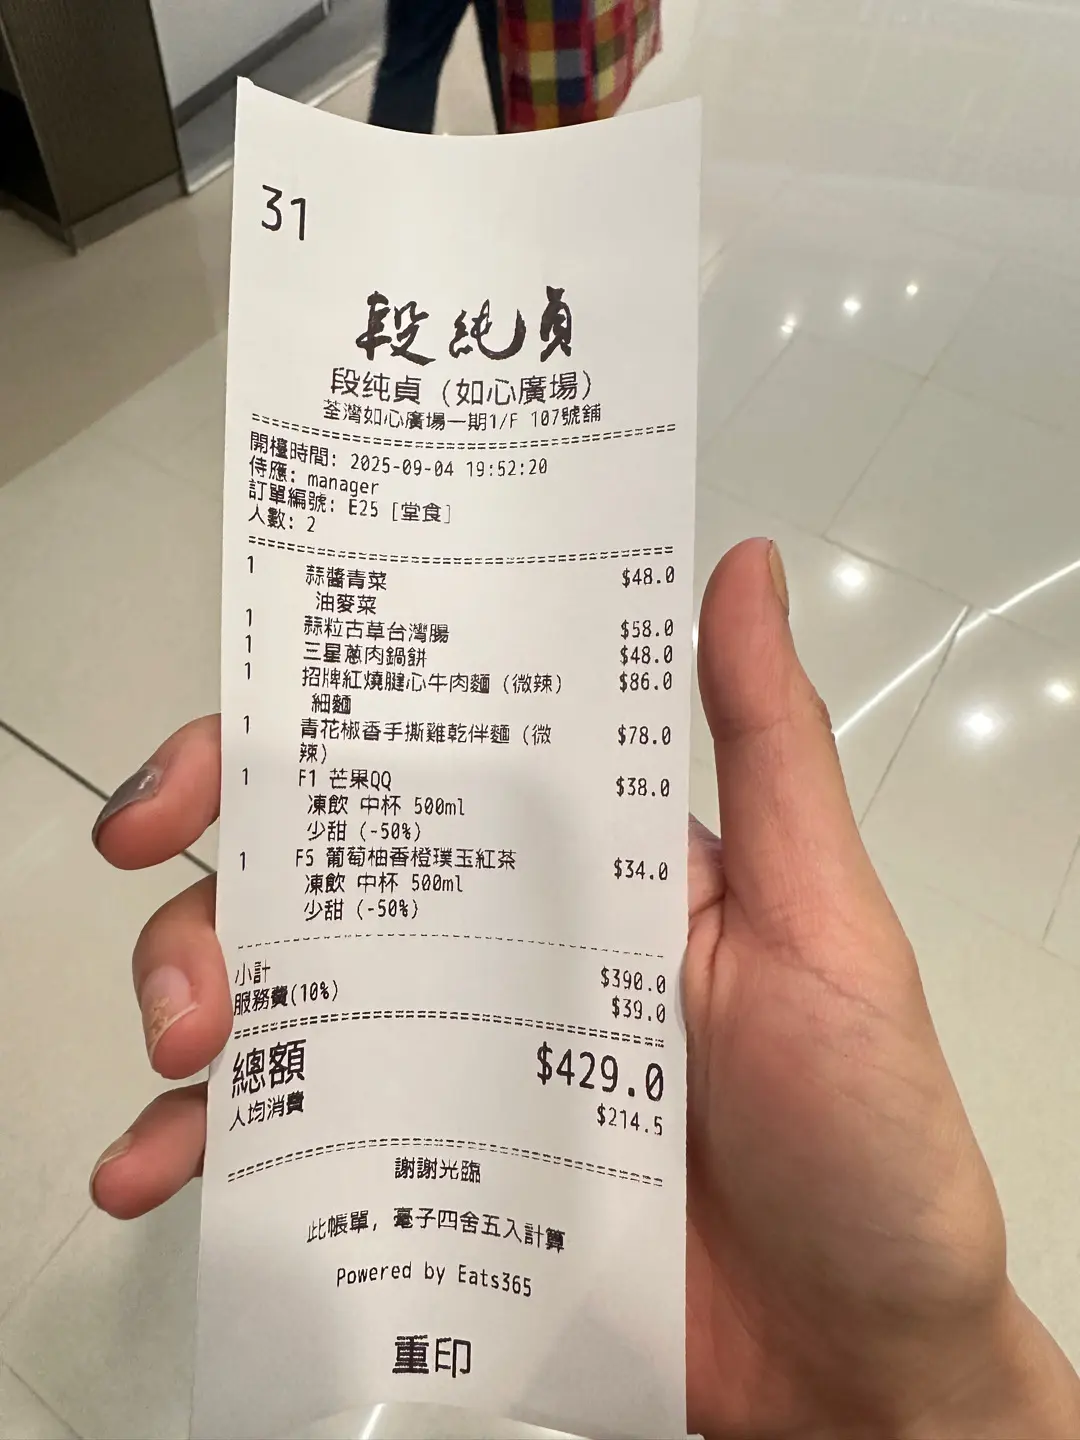 31
段純貞
段纯貞（如心廣場）
荃灣如心廣場一期1/F 107號舖
開檯時間: 2025-09-04 19:52:20
侍應: manager
訂單編號: E25 [堂食]
人數: 2
1 蒜醬青菜 $48.0
油麥菜
1 蒜粒古草台灣腸 $58.0
1 三星蔥肉鍋餅 $48.0
1 招牌紅燒腱心牛肉麵（微辣） $86.0
細麵
1 青花椒香手撕雞乾伴麵（微 $78.0
辣）
1 F1 芒果QQ $38.0
凍飲 中杯 500ml
少甜 (-50%)
1 F5 葡萄柚香橙璞玉紅茶 $34.0
凍飲 中杯 500ml
少甜 (-50%)
小計 $390.0
服務費(10%) $39.0
總額 $429.0
人均消費 $214.5
謝謝光臨
此帳單, 毫子四舍五入計算
Powered by Eats365
重印